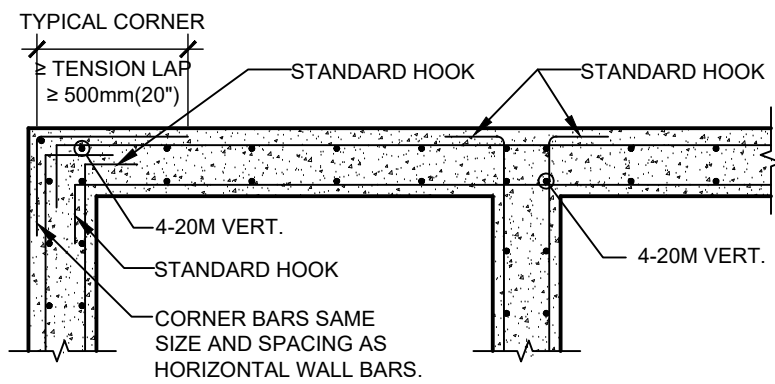 TYPICAL CORNER
≥ TENSION LAP
≥ 500mm(20")
STANDARD HOOK
STANDARD HOOK
4-20M VERT.
4-20M VERT.
STANDARD HOOK
CORNER BARS SAME
SIZE AND SPACING AS
HORIZONTAL WALL BARS.